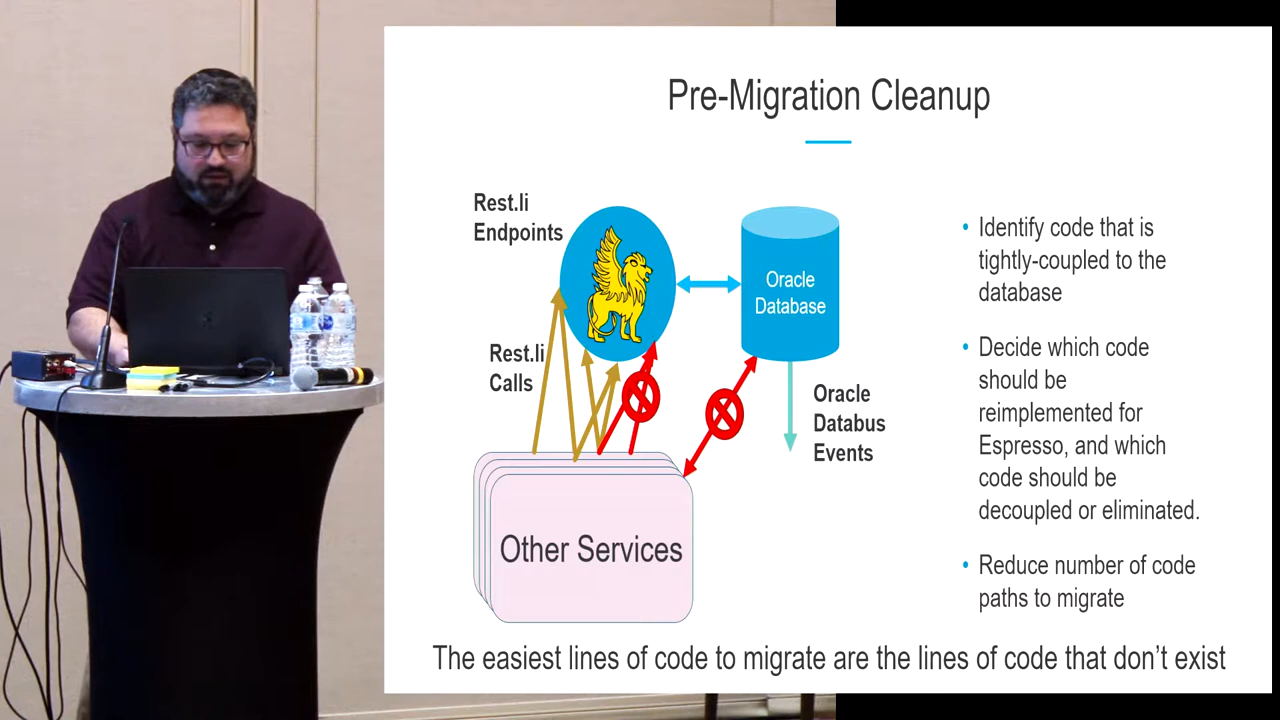 Pre-Migration Cleanup
Rest.li
Endpoints
Oracle
Database
Rest.li
Calls
Oracle
Databus
Events
Other Services
• Identify code that is
tightly-coupled to the
database
• Decide which code
should be
reimplemented for
Espresso, and which
code should be
decoupled or eliminated.
• Reduce number of code
paths to migrate
The easiest lines of code to migrate are the lines of code that don’t exist